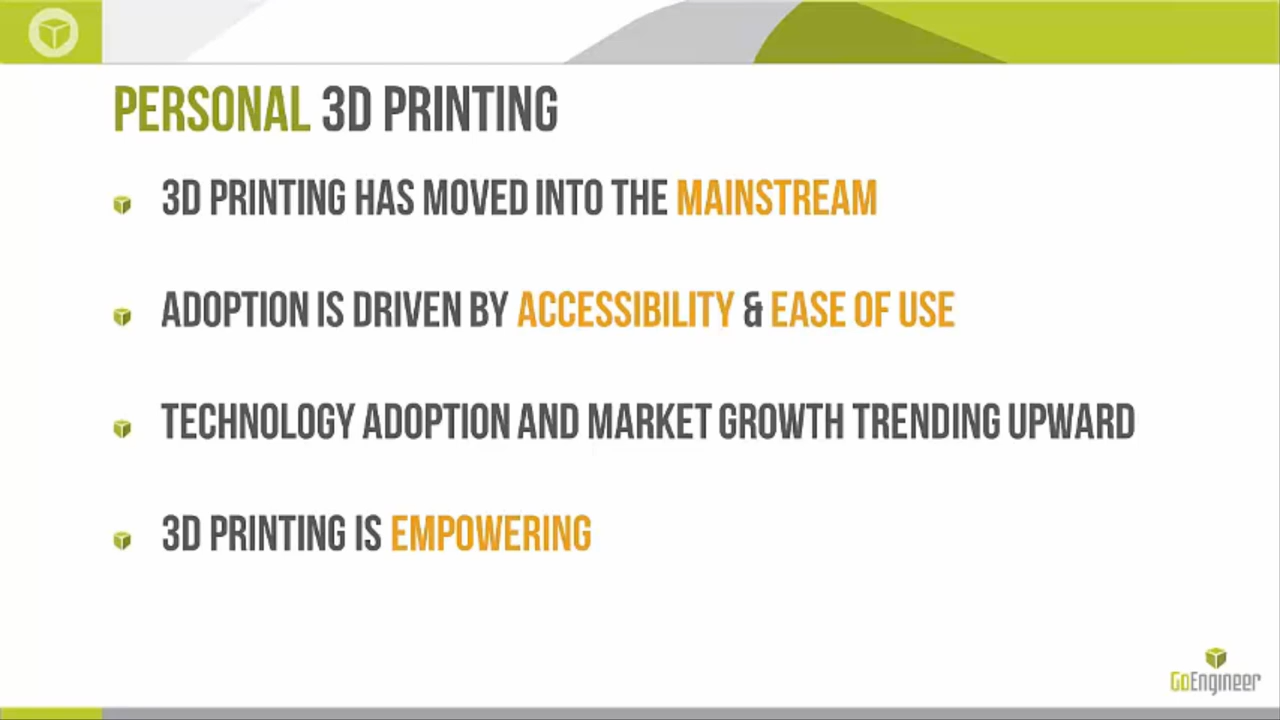 PERSONAL 3D PRINTING
3D PRINTING HAS MOVED INTO THE MAINSTREAM
ADOPTION IS DRIVEN BY ACCESSIBILITY & EASE OF USE
TECHNOLOGY ADOPTION AND MARKET GROWTH TRENDING UPWARD
3D PRINTING IS EMPOWERING
GoEngineer